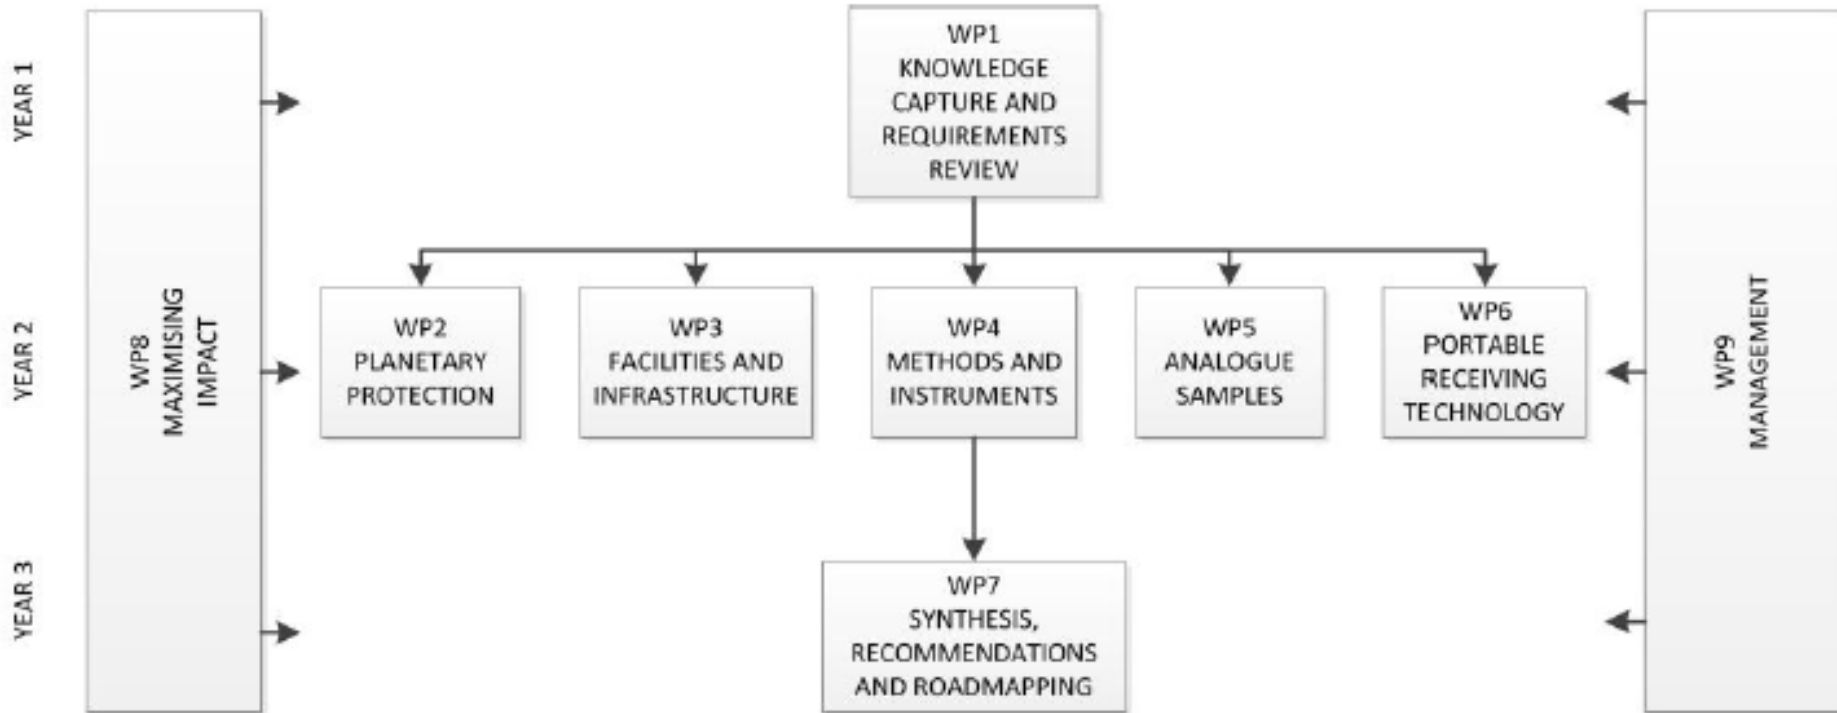 YEAR 1
YEAR 2
YEAR 3
WP8
MAXIMISING
IMPACT
WP1
KNOWLEDGE
CAPTURE AND
REQUIREMENTS
REVIEW
WP2
PLANETARY
PROTECTION
WP3
FACILITIES AND
INFRASTRUCTURE
WP4
METHODS AND
INSTRUMENTS
WP5
ANALOGUE
SAMPLES
WP6
PORTABLE
RECEIVING
TECHNOLOGY
WP7
SYNTHESIS,
RECOMMENDATIONS
AND ROADMAPPING
WP9
MANAGEMENT